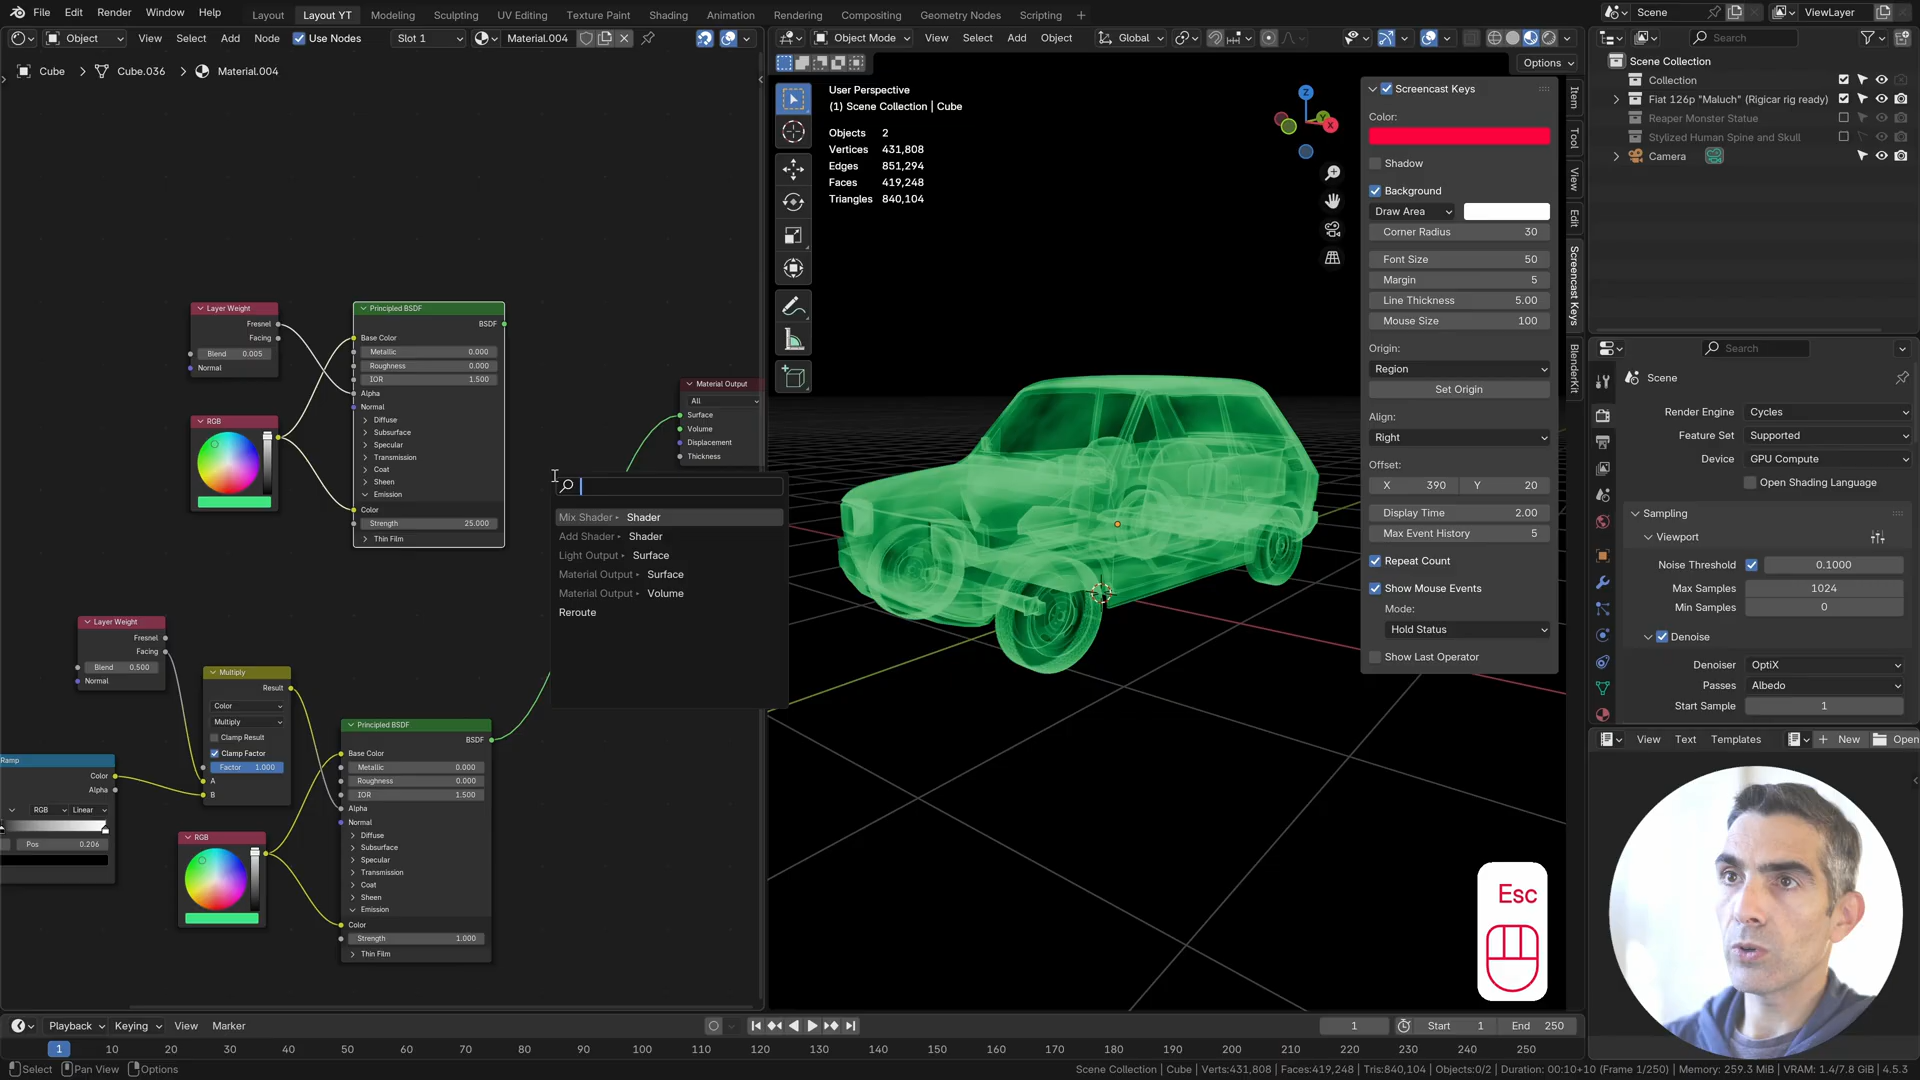 File Edit Render Window Help
Layout Layout YT Modeling Sculpting UV Editing Texture Paint Shading Animation Rendering Compositing Geometry Nodes Scripting +
Scene
ViewLayer
Object View Select Add Node Use Nodes Slot 1 Material.004
Object Mode View Select Add Object Global
Search
Cube > Cube.036 > Material.004
Options
User Perspective
(1) Scene Collection | Cube
Objects 2
Vertices 431,808
Edges 851,294
Faces 419,248
Triangles 840,104
Z
Y
X
Screencast Keys
Color:
Shadow
Background
Draw Area
Corner Radius 30
Font Size 50
Margin 5
Line Thickness 5.00
Mouse Size 100
Origin:
Region
Set Origin
Align:
Right
Offset:
X 390 Y 20
Display Time 2.00
Max Event History 5
Repeat Count
Show Mouse Events
Mode:
Hold Status
Show Last Operator
Item
Tool
View
Edit
Screencast Keys
BlenderKit
Scene Collection
Collection
Fiat 126p "Maluch" (Rigicar rig ready)
Reaper Monster Statue
Stylized Human Spine and Skull
Camera
Search
Scene
Render Engine Cycles
Feature Set Supported
Device GPU Compute
Open Shading Language
Sampling
Viewport
Noise Threshold 0.1000
Max Samples 1024
Min Samples 0
Denoise
Denoiser OptiX
Passes Albedo
Start Sample 1
View Text Templates + New Open
Layer Weight
Fresnel
Facing
Blend 0.005
Normal
RGB
Principled BSDF
BSDF
Base Color
Metallic 0.000
Roughness 0.000
IOR 1.500
Alpha
Normal
Diffuse
Subsurface
Specular
Transmission
Coat
Sheen
Emission
Color
Strength 25.000
Thin Film
Material Output
All
Surface
Volume
Displacement
Thickness
Mix Shader Shader
Add Shader Shader
Light Output Surface
Material Output Surface
Material Output Volume
Reroute
Layer Weight
Fresnel
Facing
Blend 0.500
Normal
Multiply
Result
Color
Multiply
Clamp Result
Clamp Factor
Factor 1.000
A
B
Ramp
Color
Alpha
RGB Linear
Pos 0.206
RGB
Principled BSDF
BSDF
Base Color
Metallic 0.000
Roughness 0.000
IOR 1.500
Alpha
Normal
Diffuse
Subsurface
Specular
Transmission
Coat
Sheen
Emission
Color
Strength 1.000
Thin Film
Esc
Playback Keying View Marker
1 Start 1 End 250
1 10 20 30 40 50 60 70 80 90 100 110 120 130 140 150 160 170 180 190 200 210 220 230 240 250
Select Pan View Options
Scene Collection | Cube | Verts:431,808 | Faces:419,248 | Tris:840,104 | Objects:0/2 | Duration: 00:10+10 (Frame 1/250) | Memory: 259.3 MiB | VRAM: 1.4/7.8 GiB | 4.5.3